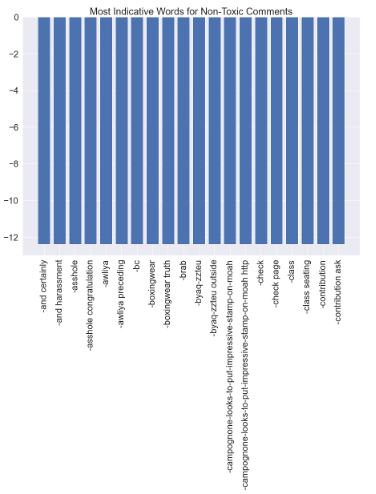 Most Indicative Words for Non-Toxic Comments
0
−2
−4
−6
−8
−10
−12
-and certainly
-and harassment
-asshole
-asshole congratulation
-awliya
-awliya preceding
-bc
-boxingwear
-boxingwear truth
-brab
-byaq-zzteu
-byaq-zzteu outside
-campognone-looks-to-put-impressive-stamp-on-moah
-campognone-looks-to-put-impressive-stamp-on-moah http
-check
-check page
-class
-class seating
-contribution
-contribution ask